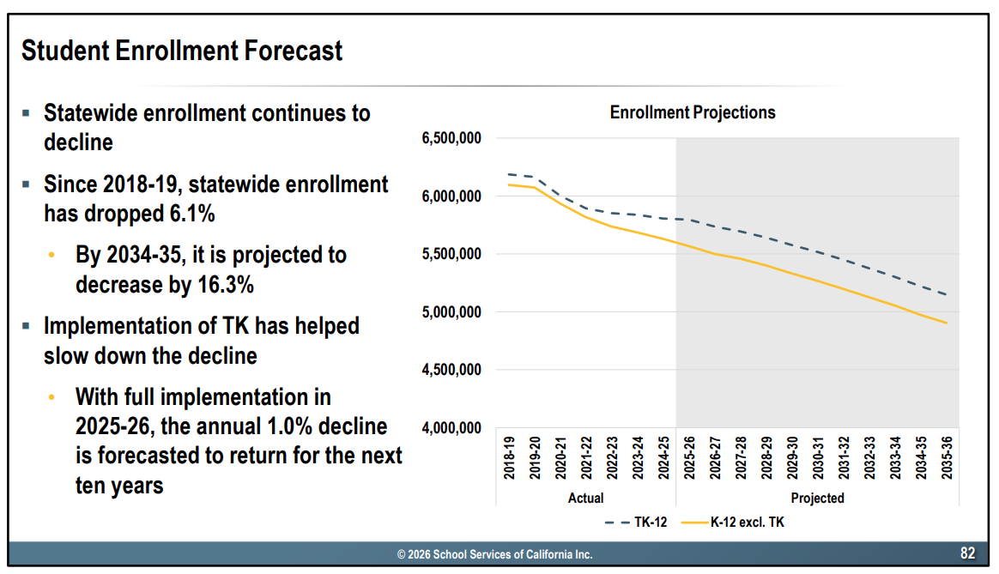 Student Enrollment Forecast
▪ Statewide enrollment continues to
decline
▪ Since 2018-19, statewide enrollment
has dropped 6.1%
• By 2034-35, it is projected to
decrease by 16.3%
▪ Implementation of TK has helped
slow down the decline
• With full implementation in
2025-26, the annual 1.0% decline
is forecasted to return for the next
ten years
Enrollment Projections
6,500,000
6,000,000
5,500,000
5,000,000
4,500,000
4,000,000
2018-19
2019-20
2020-21
2021-22
2022-23
2023-24
2024-25
2025-26
2026-27
2027-28
2028-29
2029-30
2030-31
2031-32
2032-33
2033-34
2034-35
2035-36
Actual
Projected
TK-12
K-12 excl. TK
© 2026 School Services of California Inc.
82